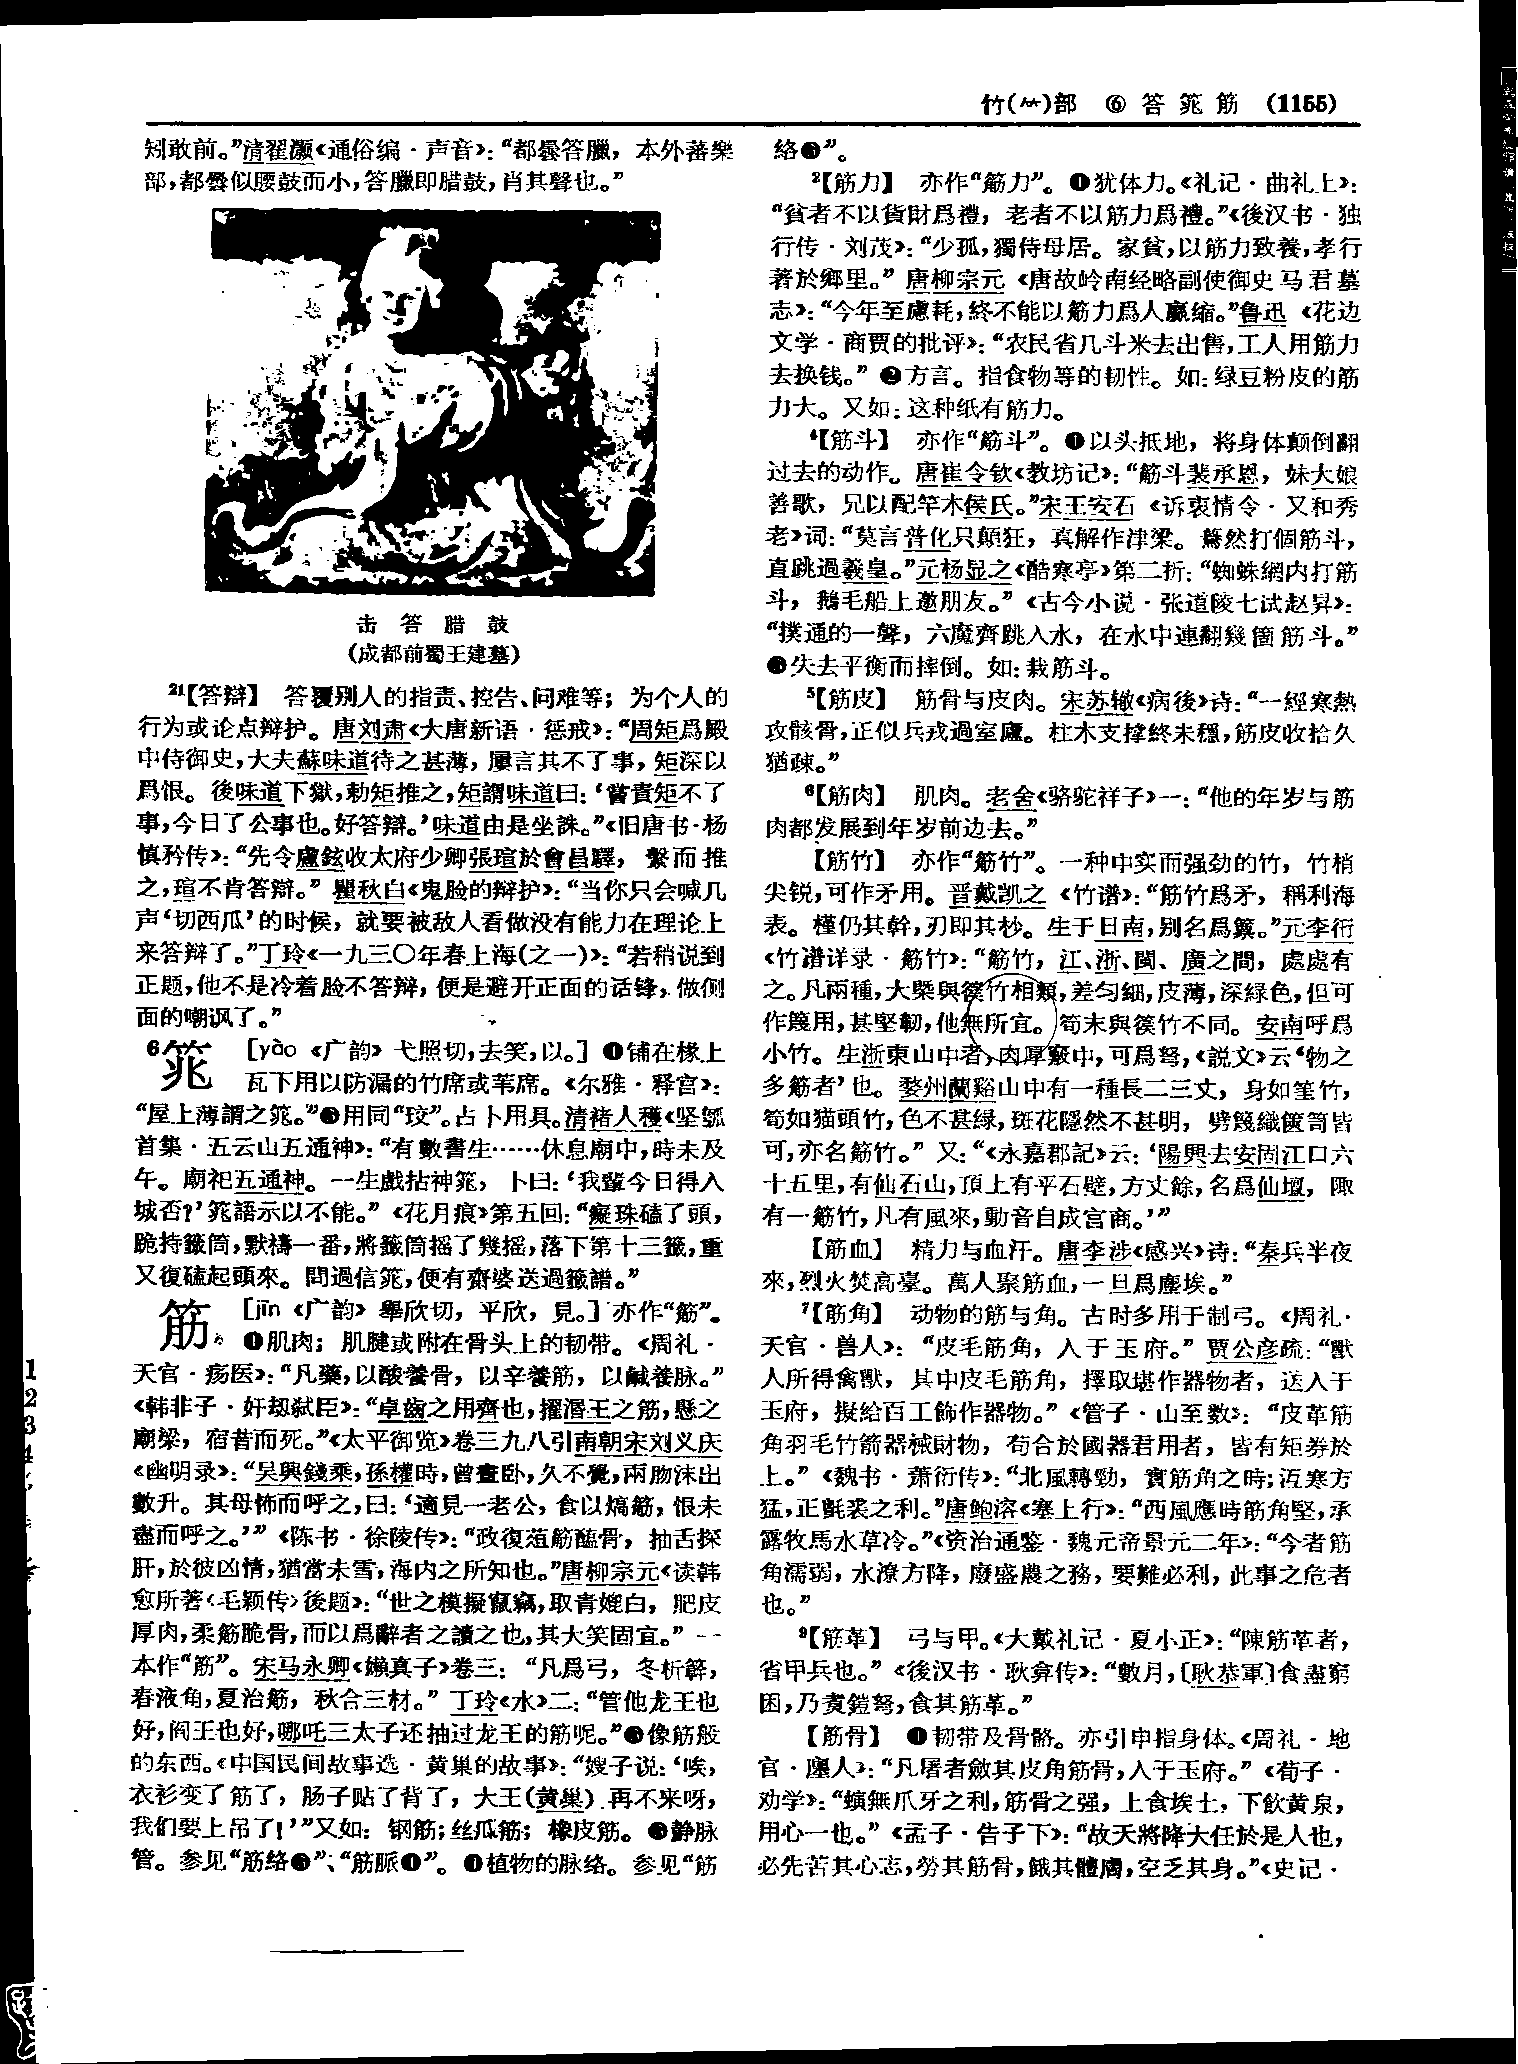 竹(⺮)部 ⑥ 答 筄 筋 (1155)
矧敢前。”清翟灏《通俗编·声音》：“都曇答臘，本外蕃樂
部，都曇似腰鼓而小，答臘即腊鼓，肖其聲也。”
击 答 腊 鼓
(成都前蜀王建墓)
21【答辯】 答覆别人的指责、控告、问难等；为个人的
行为或论点辩护。唐刘肃《大唐新语·惩戒》：“周矩爲殿
中侍御史，大夫蘇味道待之甚薄，屢言其不了事，矩深以
爲恨。後味道下獄，勑矩推之，矩謂味道曰：‘嘗責矩不了
事，今日了公事也。好答辯。’味道由是坐誅。”《旧唐书·杨
慎矜传》：“先令盧鉉收太府少卿張瑄於會昌驛，繫而推
之，瑄不肯答辯。”瞿秋白《鬼脸的辩护》：“当你只会喊几
声‘切西瓜’的时候，就要被敌人看做没有能力在理论上
来答辩了。”丁玲《一九三〇年春上海(之一)》：“若稍说到
正题，他不是冷着脸不答辩，便是避开正面的话锋，做侧
面的嘲讽了。”
6筄 [yào 《广韵》弋照切，去笑，以。]❶铺在椽上
瓦下用以防漏的竹席或苇席。《尔雅·释宫》：
“屋上薄謂之筄。”❷用同“珓”。占卜用具。清褚人穫《坚瓠
首集·五云山五通神》：“有數書生……休息廟中，時未及
午。廟祀五通神。一生戲拈神筄，卜曰：‘我輩今日得入
城否？’筄語示以不能。”《花月痕》第五回：“癡珠磕了頭，
跪持籤筒，默禱一番，將籤筒摇了幾摇，落下第十三籤，重
又復磕起頭來。問過信筄，便有齋婆送過籤譜。”
筋 [jīn 《广韵》舉欣切，平欣，見。]亦作“筯”。
❶肌肉；肌腱或附在骨头上的韧带。《周礼·
天官·疡医》：“凡藥，以酸養骨，以辛養筋，以鹹養脉。”
《韩非子·奸劫弑臣》：“卓齒之用齊也，擢湣王之筋，懸之
廟梁，宿昔而死。”《太平御览》卷三九八引南朝宋刘义庆
《幽明录》：“吴興錢乘，孫權時，曾晝卧，久不覺，兩吻沫出
數升。其母怖而呼之，曰：‘適見一老公，食以熇筋，恨未
盡而呼之。’”《陈书·徐陵传》：“政復葅筋醢骨，抽舌探
肝，於彼凶情，猶當未雪，海内之所知也。”唐柳宗元《读韩
愈所著〈毛颖传〉後题》：“世之模擬竄竊，取青媲白，肥皮
厚肉，柔筋脆骨，而以爲辭者之讀之也，其大笑固宜。”一
本作“筯”。宋马永卿《嬾真子》卷三：“凡爲弓，冬析簳，
春液角，夏治筋，秋合三材。”丁玲《水》二：“管他龙王也
好，阎王也好，哪吒三太子还抽过龙王的筋呢。”❷像筋般
的东西。《中国民间故事选·黄巢的故事》：“嫂子说：‘唉，
衣衫变了筋了，肠子贴了背了，大王(黄巢)再不来呀，
我们要上吊了！’”又如：钢筋；丝瓜筋；橡皮筋。❸静脉
管。参见“筋络❷”、“筋脈❶”。❹植物的脉络。参见“筋
络❸”。
2【筋力】 亦作“筯力”。❶犹体力。《礼记·曲礼上》：
“貧者不以貨財爲禮，老者不以筋力爲禮。”《後汉书·独
行传·刘茂》：“少孤，獨侍母居。家貧，以筋力致養，孝行
著於鄉里。”唐柳宗元《唐故岭南经略副使御史马君墓
志》：“今年至慮耗，終不能以筋力爲人赢缩。”鲁迅《花边
文学·商贾的批评》：“农民省几斗米去出售，工人用筋力
去换钱。”❷方言。指食物等的韧性。如：绿豆粉皮的筋
力大。又如：这种纸有筋力。
4【筋斗】 亦作“筯斗”。❶以头抵地，将身体颠倒翻
过去的动作。唐崔令钦《教坊记》：“筋斗裴承恩，妹大娘
善歌，兄以配竿木侯氏。”宋王安石《诉衷情令·又和秀
老》词：“莫言普化只顛狂，真解作津梁。驀然打個筋斗，
直跳過羲皇。”元杨显之《酷寒亭》第二折：“蜘蛛網内打筋
斗，鵝毛船上邀朋友。”《古今小说·张道陵七试赵昇》：
“撲通的一聲，六魔齊跳入水，在水中連翻幾箇筋斗。”
❷失去平衡而摔倒。如：栽筋斗。
5【筋皮】 筋骨与皮肉。宋苏辙《病後》诗：“一經寒熱
攻骸骨，正似兵戎過室廬。柱木支撑終未穩，筋皮收拾久
猶疎。”
6【筋肉】 肌肉。老舍《骆驼祥子》一：“他的年岁与筋
肉都发展到年岁前边去。”
【筋竹】 亦作“筯竹”。一种中实而强劲的竹，竹梢
尖锐，可作矛用。晋戴凯之《竹谱》：“筋竹爲矛，稱利海
表。槿仍其幹，刃即其杪。生于日南，别名爲篻。”元李衎
《竹谱详录·筋竹》：“筋竹，江、浙、閩、廣之間，處處有
之。凡兩種，大槩與篌竹相類，差匀細，皮薄，深緑色，但可
作篾用，甚堅韌，他無所宜。筍末與篌竹不同。安南呼爲
小竹。生浙東山中者，肉厚竅中，可爲弩，《説文》云‘物之
多筋者’也。婺州蘭谿山中有一種長二三丈，身如筀竹，
筍如猫頭竹，色不甚緑，斑花隱然不甚明，劈篾織篋笥皆
可，亦名筋竹。”又：“《永嘉郡記》云：‘陽興去安固江口六
十五里，有仙石山，頂上有平石壁，方丈餘，名爲仙壇，陬
有一筋竹，凡有風來，動音自成宫商。’”
【筋血】 精力与血汗。唐李涉《感兴》诗：“秦兵半夜
來，烈火焚高臺。萬人聚筋血，一旦爲塵埃。”
7【筋角】 动物的筋与角。古时多用于制弓。《周礼·
天官·兽人》：“皮毛筋角，入于玉府。”贾公彦疏：“獸
人所得禽獸，其中皮毛筋角，擇取堪作器物者，送入于
玉府，擬給百工飾作器物。”《管子·山至数》：“皮革筋
角羽毛竹箭器械財物，苟合於國器君用者，皆有矩券於
上。”《魏书·萧衍传》：“北風轉勁，實筋角之時；沍寒方
猛，正氈裘之利。”唐鲍溶《塞上行》：“西風應時筋角堅，承
露牧馬水草冷。”《资治通鉴·魏元帝景元二年》：“今者筋
角濡弱，水潦方降，廢盛農之務，要難必利，此事之危者
也。”
9【筋革】 弓与甲。《大戴礼记·夏小正》：“陳筋革者，
省甲兵也。”《後汉书·耿弇传》：“數月，〔耿恭軍〕食盡窮
困，乃煑鎧弩，食其筋革。”
【筋骨】 ❶韧带及骨骼。亦引申指身体。《周礼·地
官·廛人》：“凡屠者斂其皮角筋骨，入于玉府。”《荀子·
劝学》：“螾無爪牙之利，筋骨之强，上食埃土，下飲黄泉，
用心一也。”《孟子·告子下》：“故天將降大任於是人也，
必先苦其心志，勞其筋骨，餓其體膚，空乏其身。”《史记·